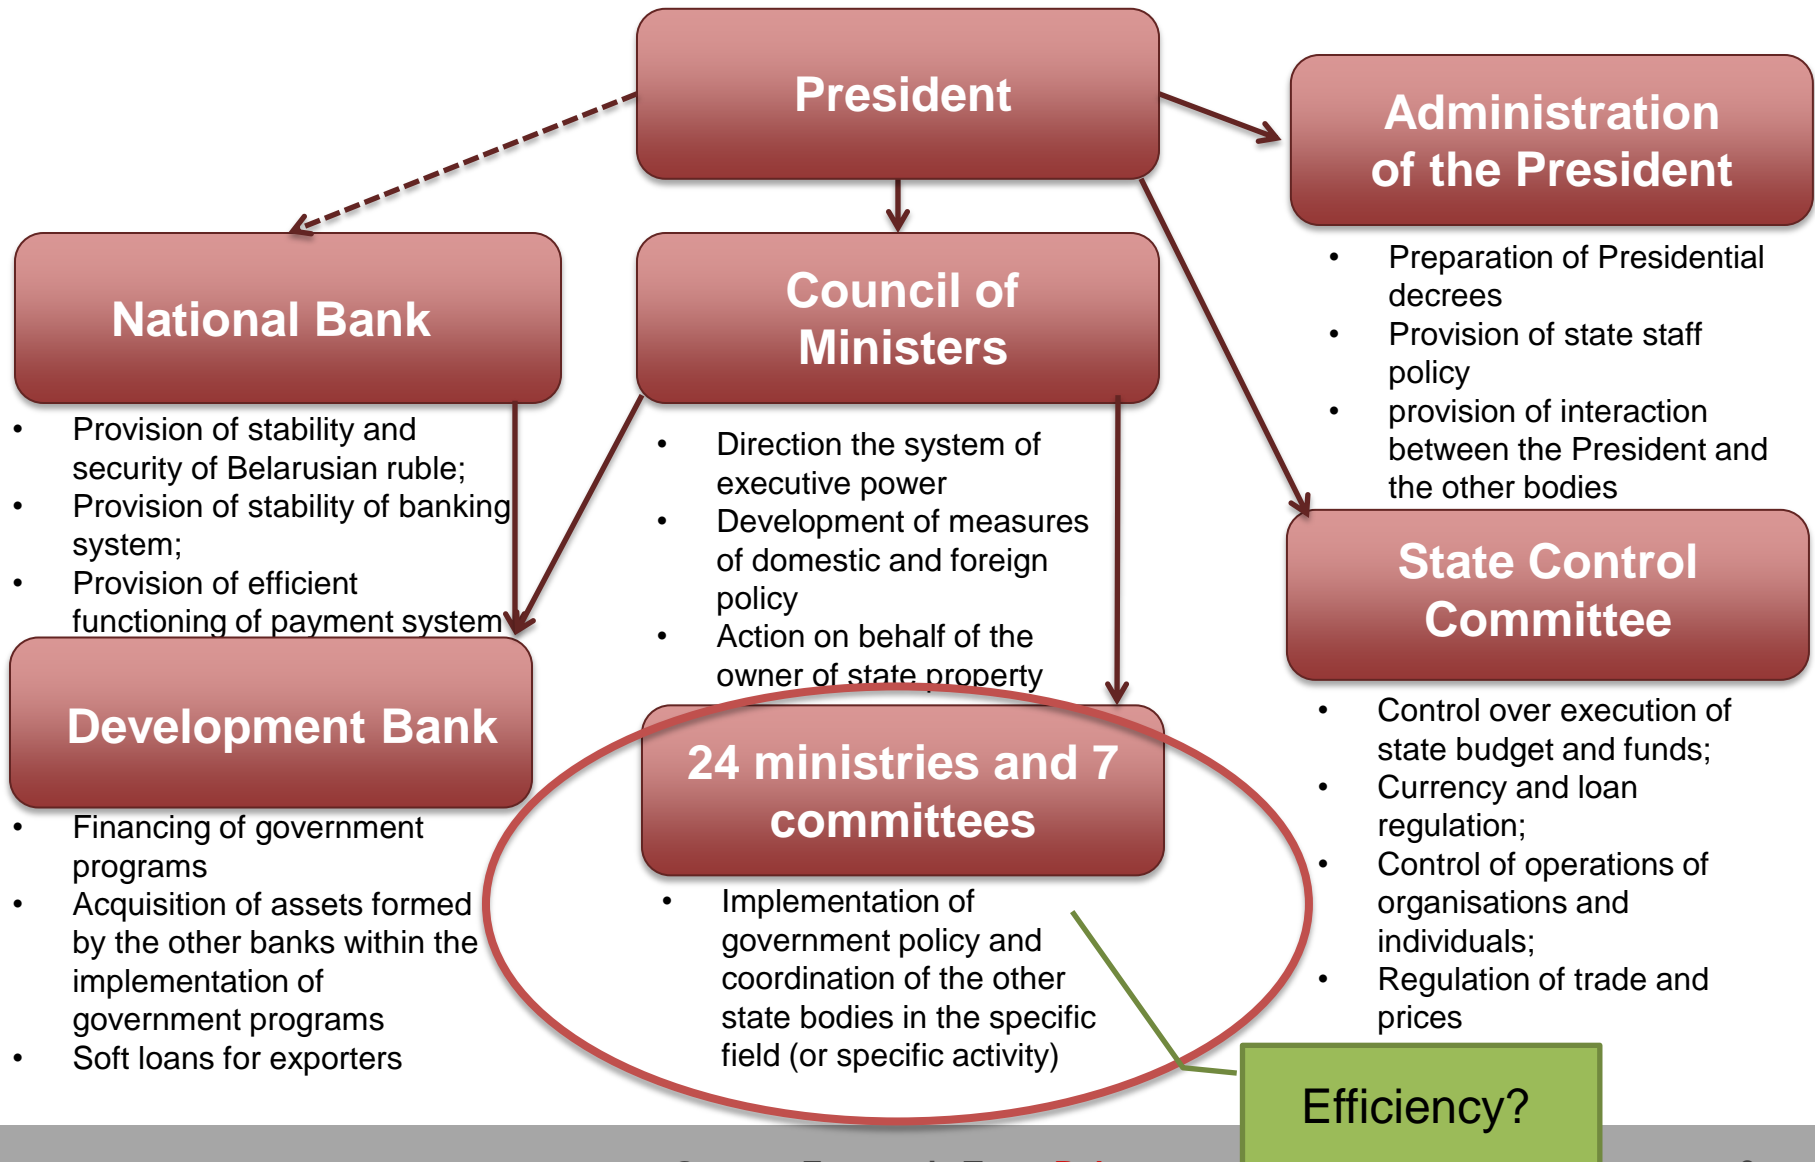 President
Administration
of the President
• Preparation of Presidential
decrees
• Provision of state staff
policy
• provision of interaction
between the President and
the other bodies
National Bank
• Provision of stability and
security of Belarusian ruble;
• Provision of stability of banking
system;
• Provision of efficient
functioning of payment system
Council of
Ministers
• Direction the system of
executive power
• Development of measures
of domestic and foreign
policy
• Action on behalf of the
owner of state property
State Control
Committee
• Control over execution of
state budget and funds;
• Currency and loan
regulation;
• Control of operations of
organisations and
individuals;
• Regulation of trade and
prices
Development Bank
• Financing of government
programs
• Acquisition of assets formed
by the other banks within the
implementation of
government programs
• Soft loans for exporters
24 ministries and 7
committees
• Implementation of
government policy and
coordination of the other
state bodies in the specific
field (or specific activity)
Efficiency?